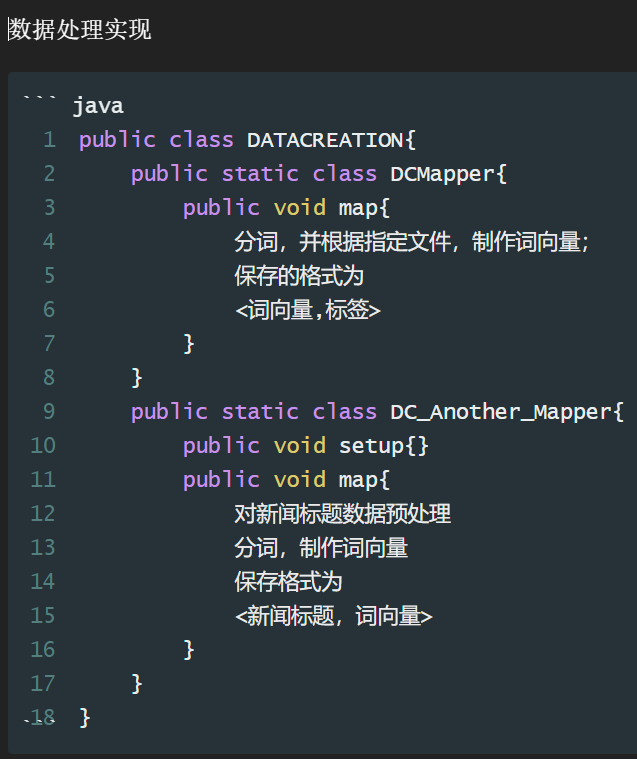 数据处理实现
``` java
1 public class DATACREATION{
2 public static class DCMapper{
3 public void map{
4 分词，并根据指定文件，制作词向量；
5 保存的格式为
6 <词向量,标签>
7 }
8 }
9 public static class DC_Another_Mapper{
10 public void setup{}
11 public void map{
12 对新闻标题数据预处理
13 分词，制作词向量
14 保存格式为
15 <新闻标题，词向量>
16 }
17 }
18 }
```